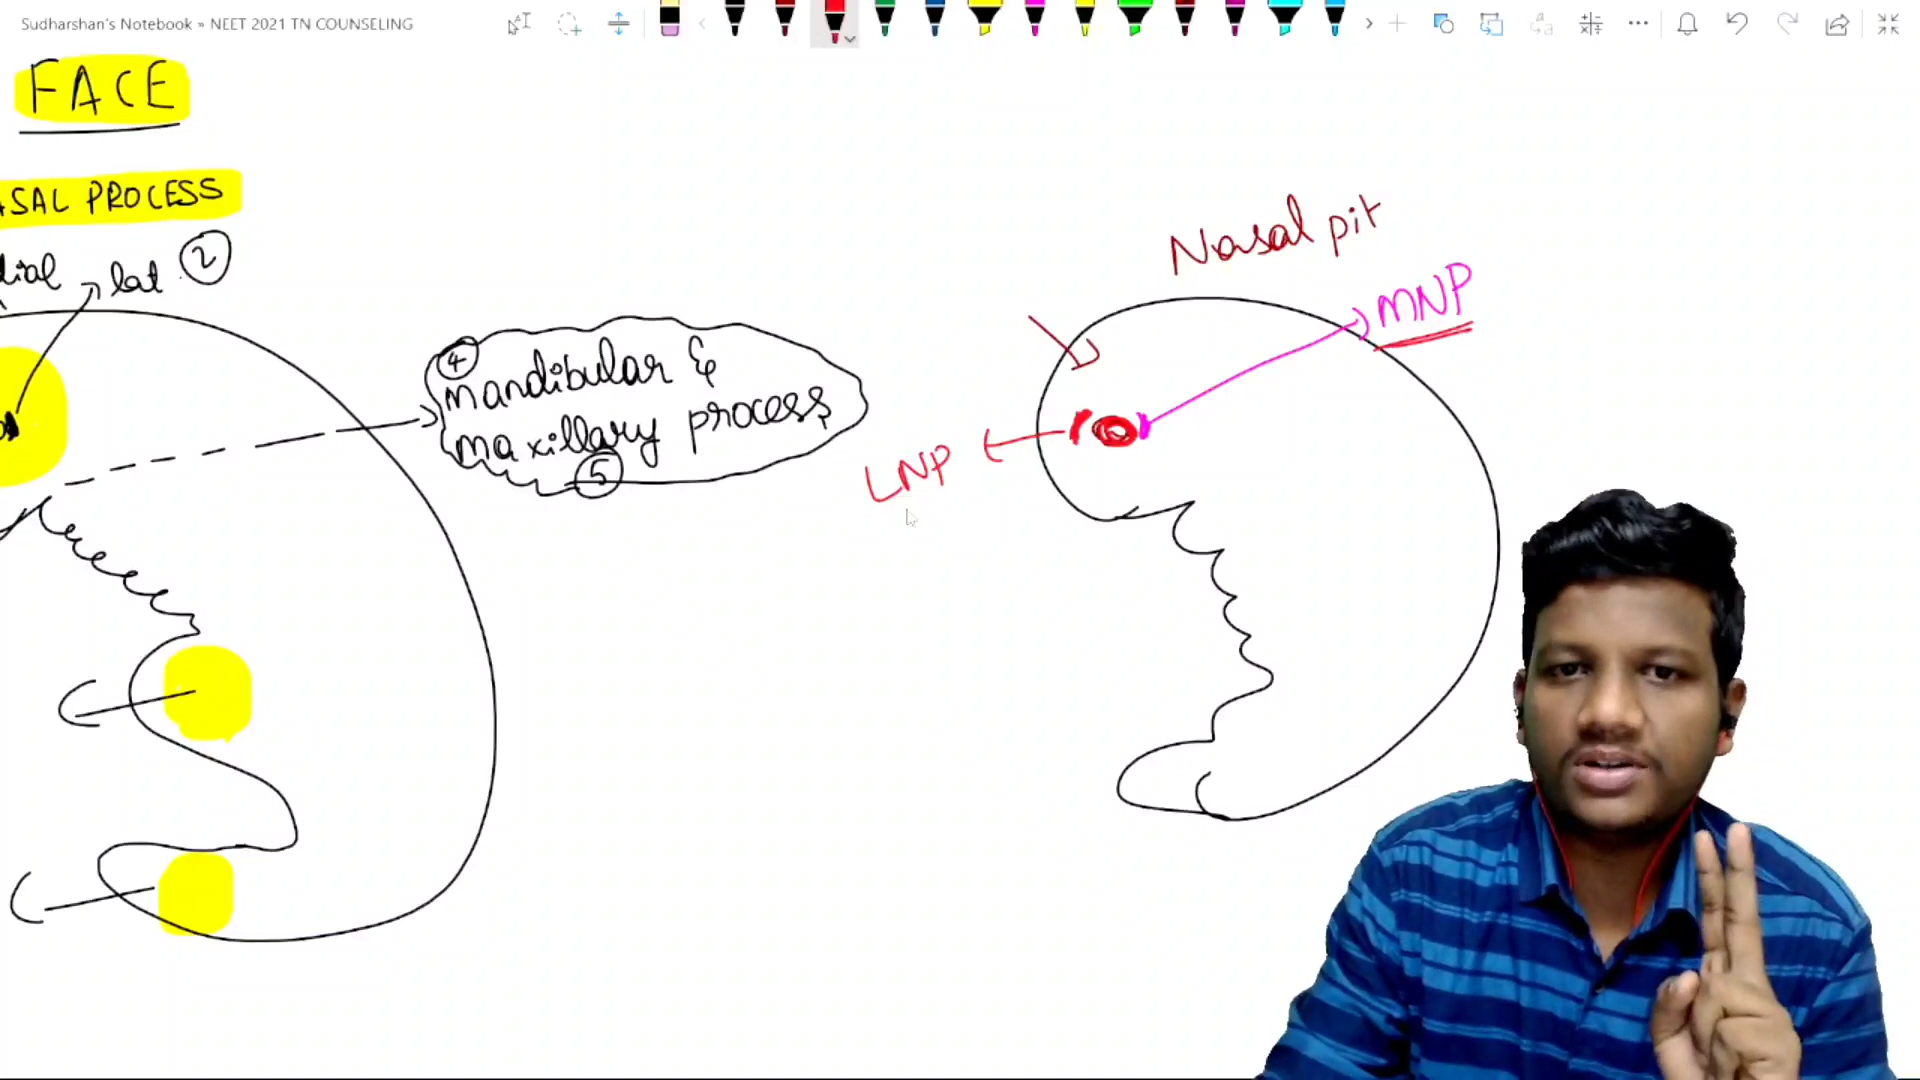 Sudharshan's Notebook » NEET 2021 TN COUNSELING
FACE
ASAL PROCESS
dial lat 2
4
mandibular &
maxillary process
5
Nasal pit
MNP
LNP